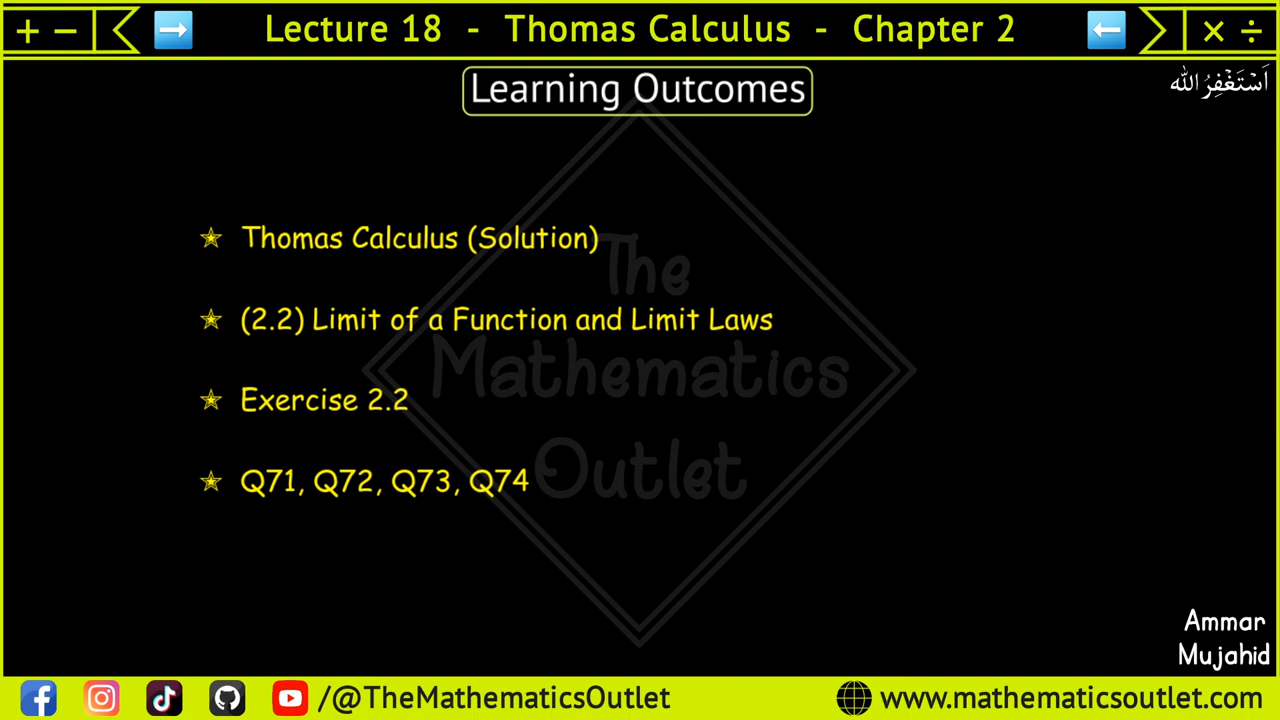 + − Lecture 18 - Thomas Calculus - Chapter 2 × ÷
Learning Outcomes
اَسْتَغْفِرُ اللّٰه
Thomas Calculus (Solution)
(2.2) Limit of a Function and Limit Laws
Exercise 2.2
Q71, Q72, Q73, Q74
The
Mathematics
Outlet
Ammar
Mujahid
/@TheMathematicsOutlet www.mathematicsoutlet.com